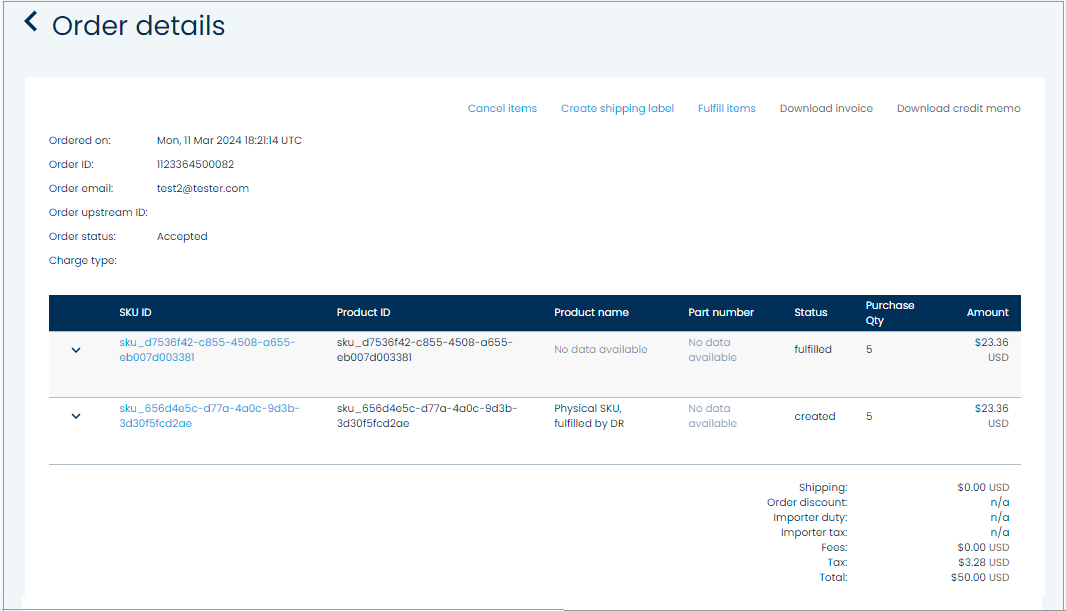 Order details
Cancel items Create shipping label Fulfill items Download invoice Download credit memo
Ordered on: Mon, 11 Mar 2024 18:21:14 UTC
Order ID: 1123364500082
Order email: test2@tester.com
Order upstream ID:
Order status: Accepted
Charge type:
SKU ID Product ID Product name Part number Status Purchase Qty Amount
sku_d7536f42-c855-4508-a655- sku_d7536f42-c855-4508-a655- No data $23.36
eb007d003381 eb007d003381 No data available available fulfilled 5 USD
sku_656d4e5c-d77a-4a0c-9d3b- sku_656d4e5c-d77a-4a0c-9d3b- Physical SKU, No data $23.36
3d30f5fcd2ae 3d30f5fcd2ae fulfilled by DR available created 5 USD
Shipping: $0.00 USD
Order discount: n/a
Importer duty: n/a
Importer tax: n/a
Fees: $0.00 USD
Tax: $3.28 USD
Total: $50.00 USD